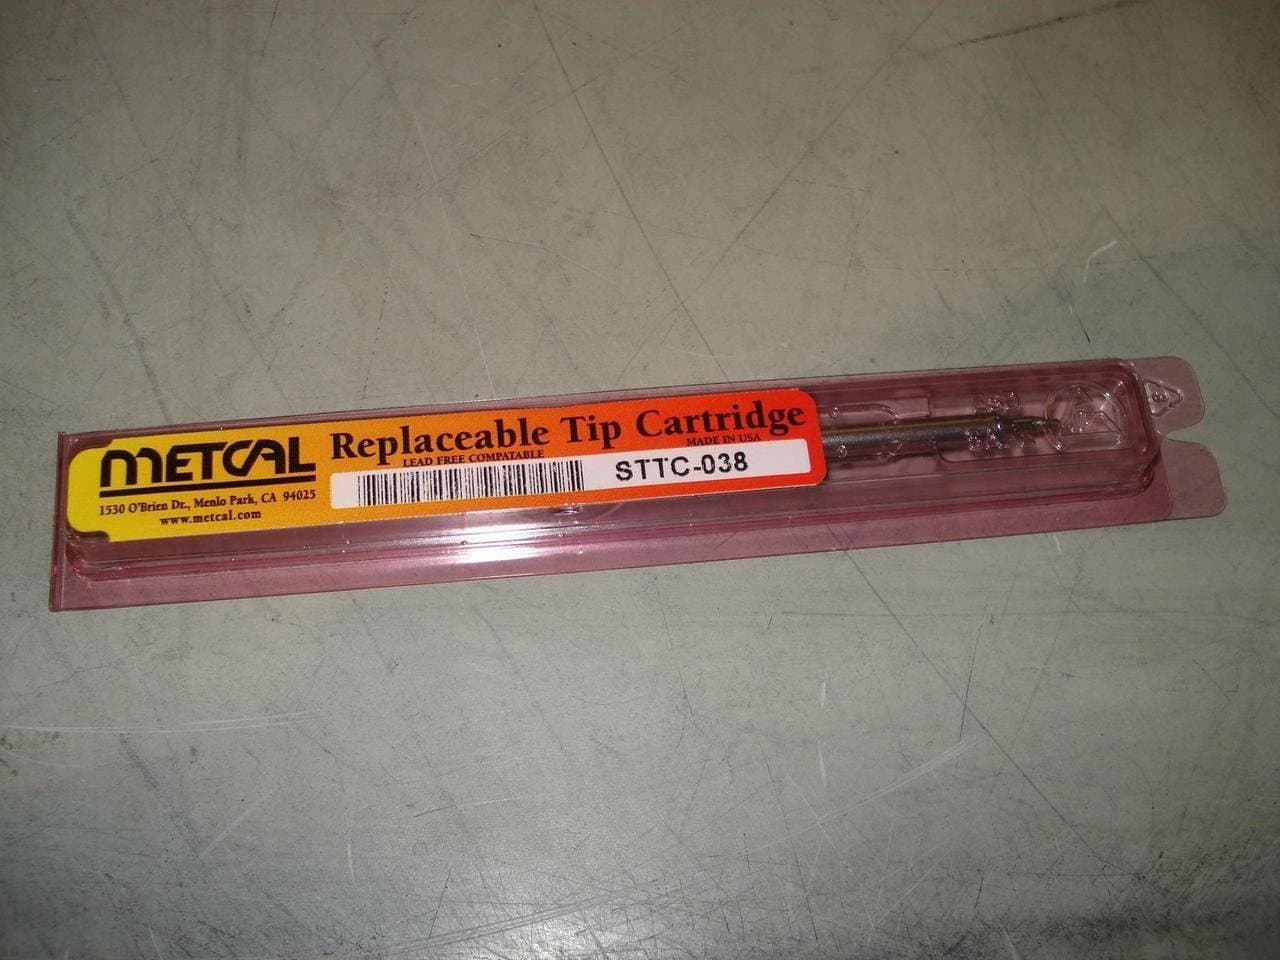 METCAL
1530 O'Brien Dr., Menlo Park, CA 94025
www.metcal.com
Replaceable Tip Cartridge
LEAD FREE COMPATABLE
MADE IN USA
STTC-038